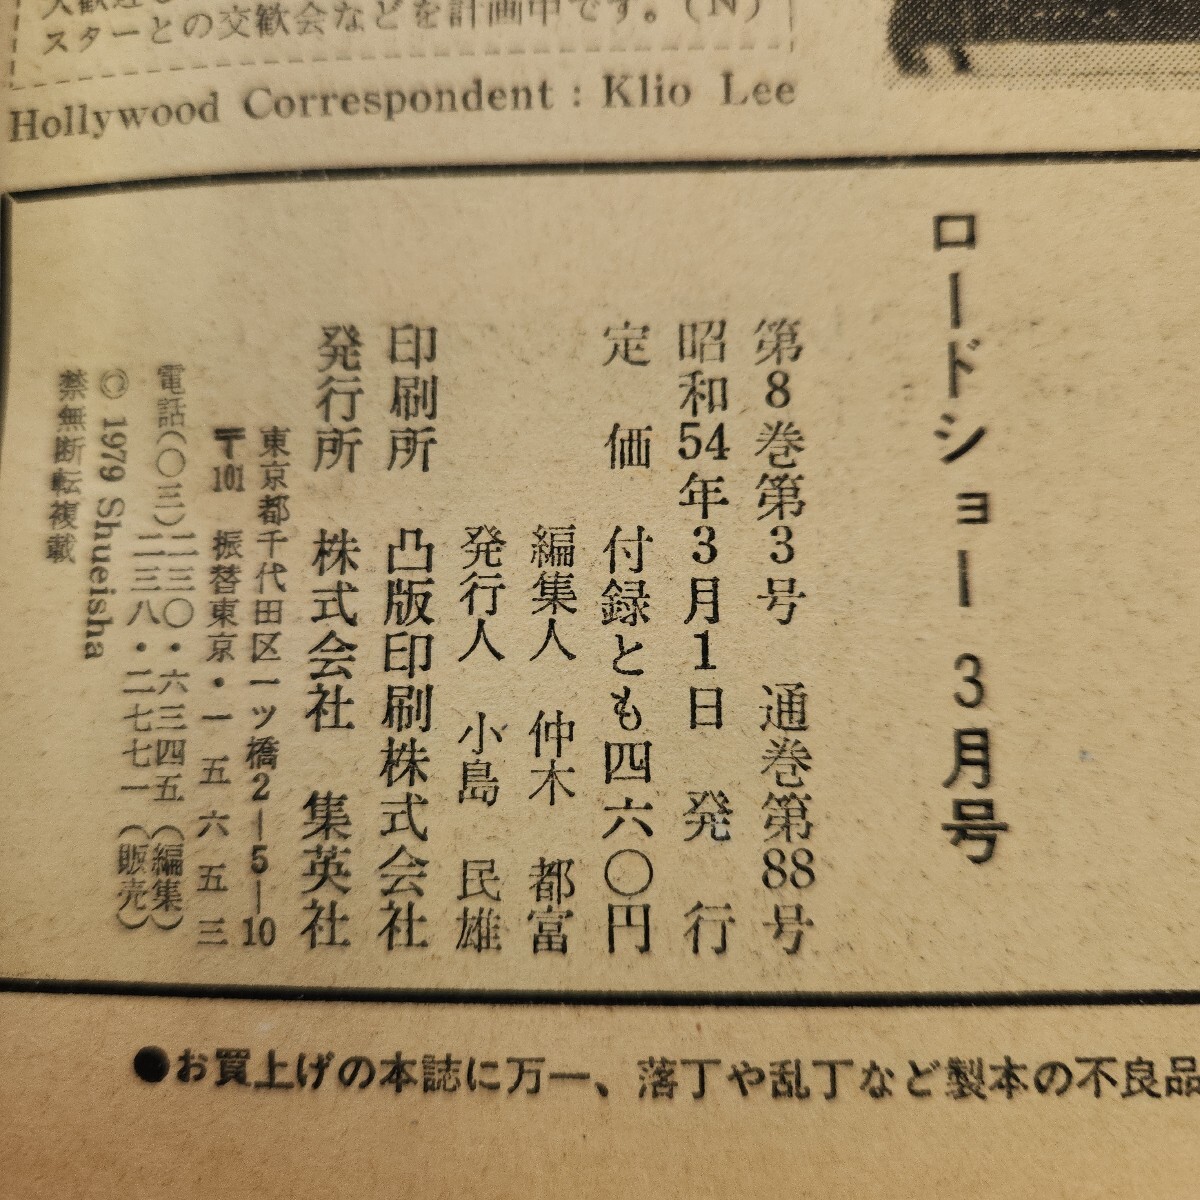 スターとの交歓会などを計画中です。(N)
Hollywood Correspondent : Klio Lee
ロードショー 3月号
第8巻第3号 通巻第88号
昭和54年3月1日 発行
定価 付録とも四六〇円
編集人 仲木 都富
発行人 小島 民雄
印刷所 凸版印刷株式会社
発行所 株式会社 集英社
東京都千代田区一ツ橋2-5-10
〒101 振替東京・一五六五三
電話(〇三)二三〇・六三四五(編集)
二三八・二七七一(販売)
© 1979 Shueisha
禁無断転複載
●お買上げの本誌に万一、落丁や乱丁など製本の不良品